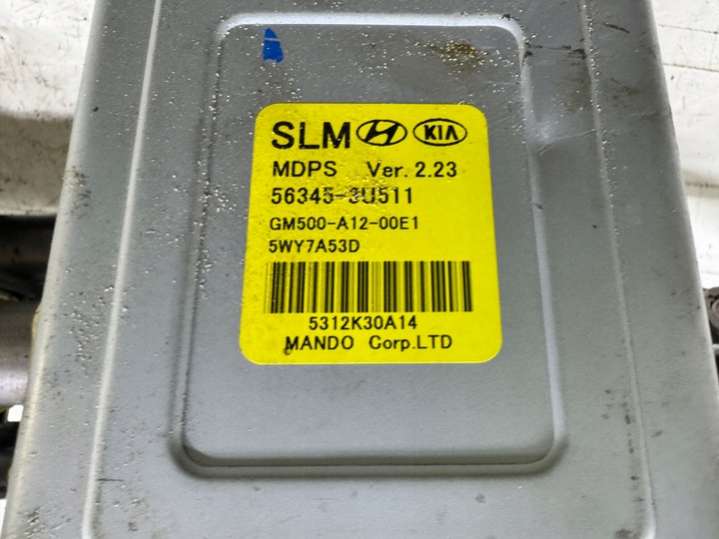 SLM KIA
MDPS Ver. 2.23
56345-3U511
GM500-A12-00E1
5WY7A53D
5312K30A14
MANDO Corp.LTD